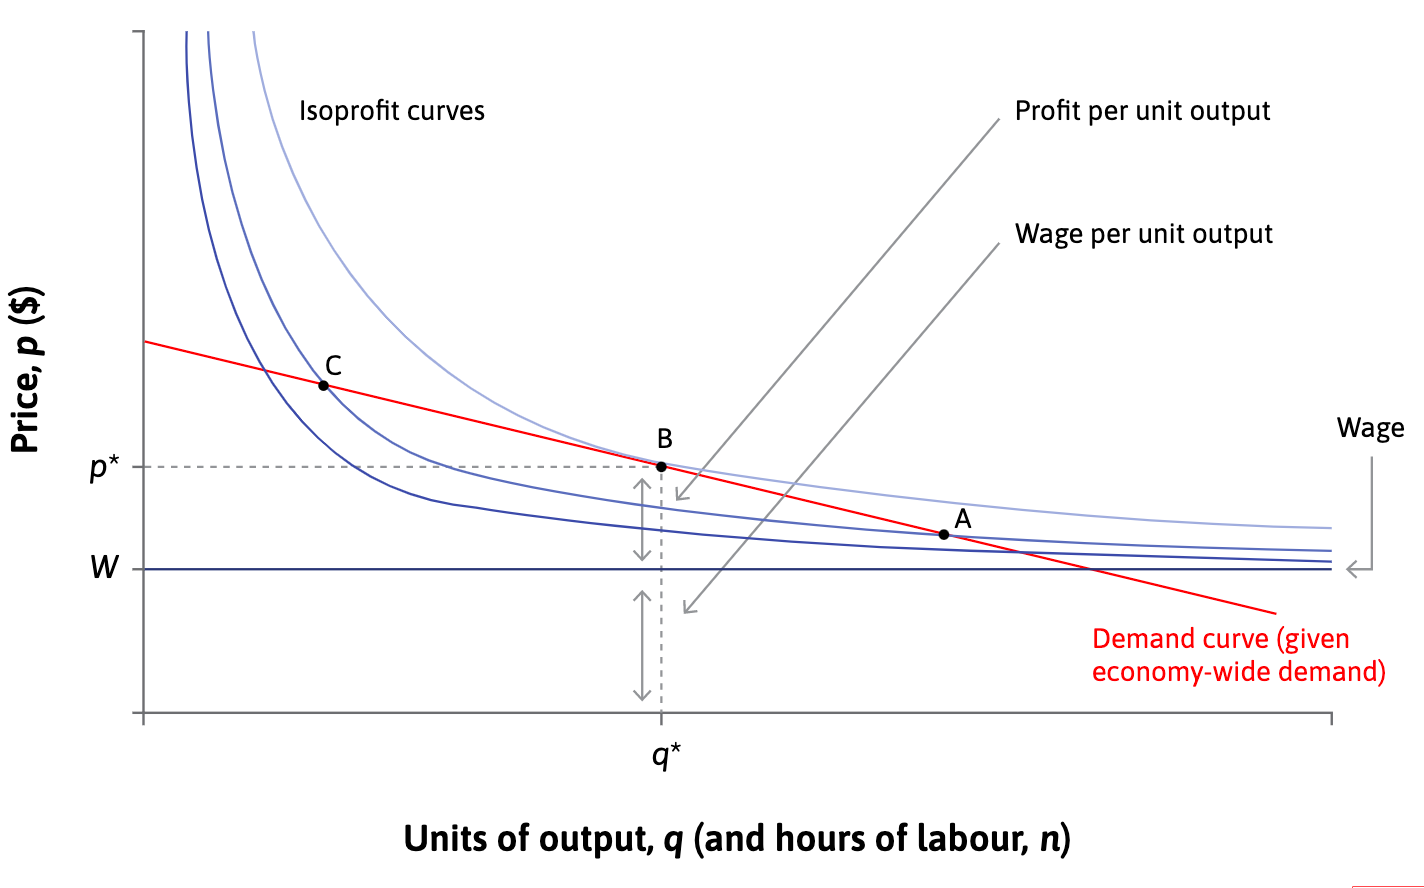 Isoprofit curves
Profit per unit output
Wage per unit output
Price, p ($)
C
B
Wage
p*
A
W
Demand curve (given
economy-wide demand)
q*
Units of output, q (and hours of labour, n)